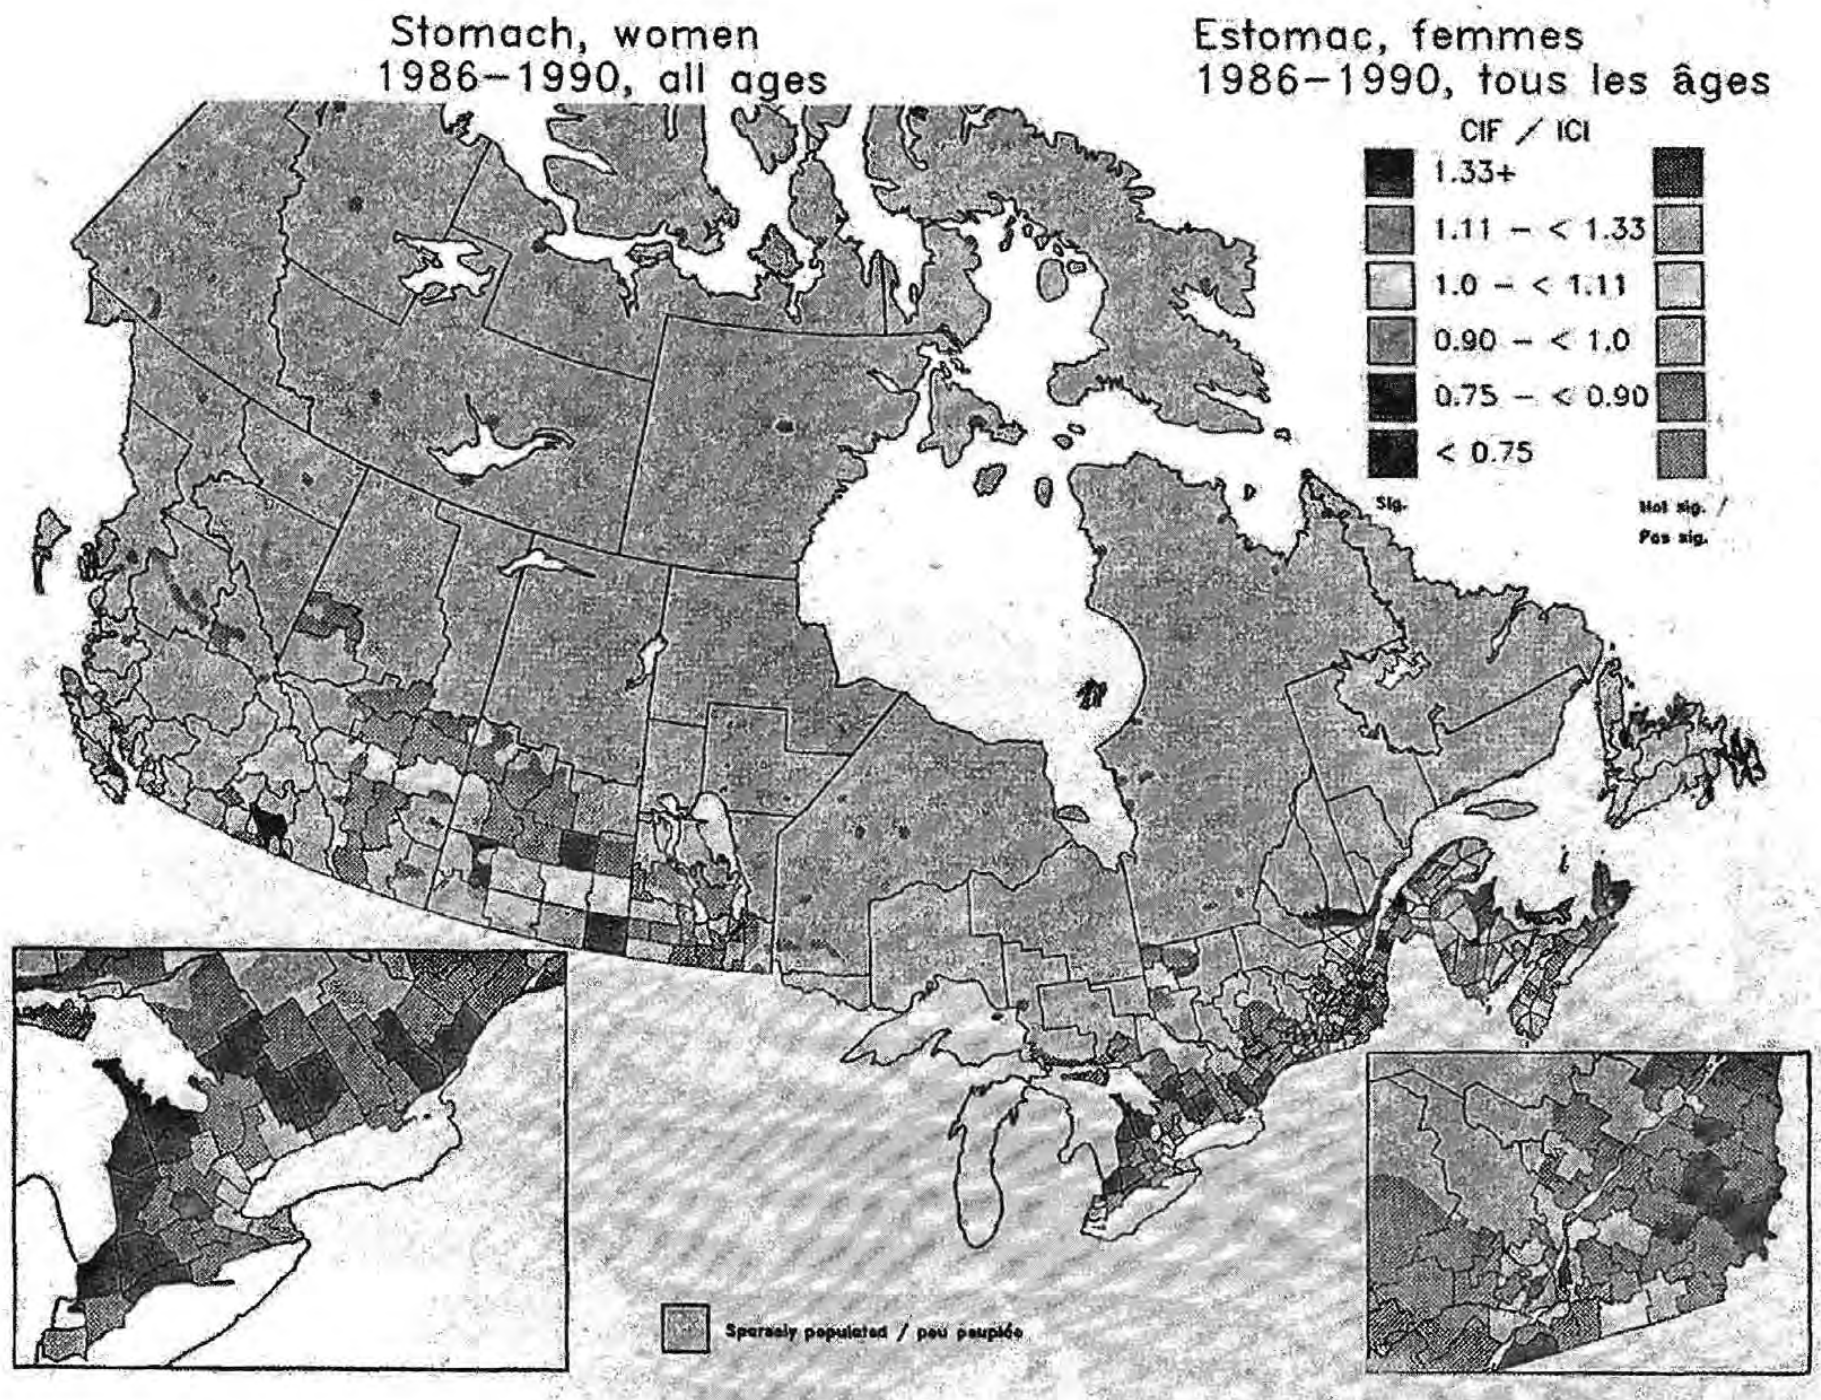 Stomach, women
1986-1990, all ages
Estomac, femmes
1986-1990, tous les âges
CIF / ICI
1.33+
1.11 - < 1.33
1.0 - < 1.11
0.90 - < 1.0
0.75 - < 0.90
< 0.75
Sig.
Not sig. /
Pas sig.
Sparsely populated / peu peuplée